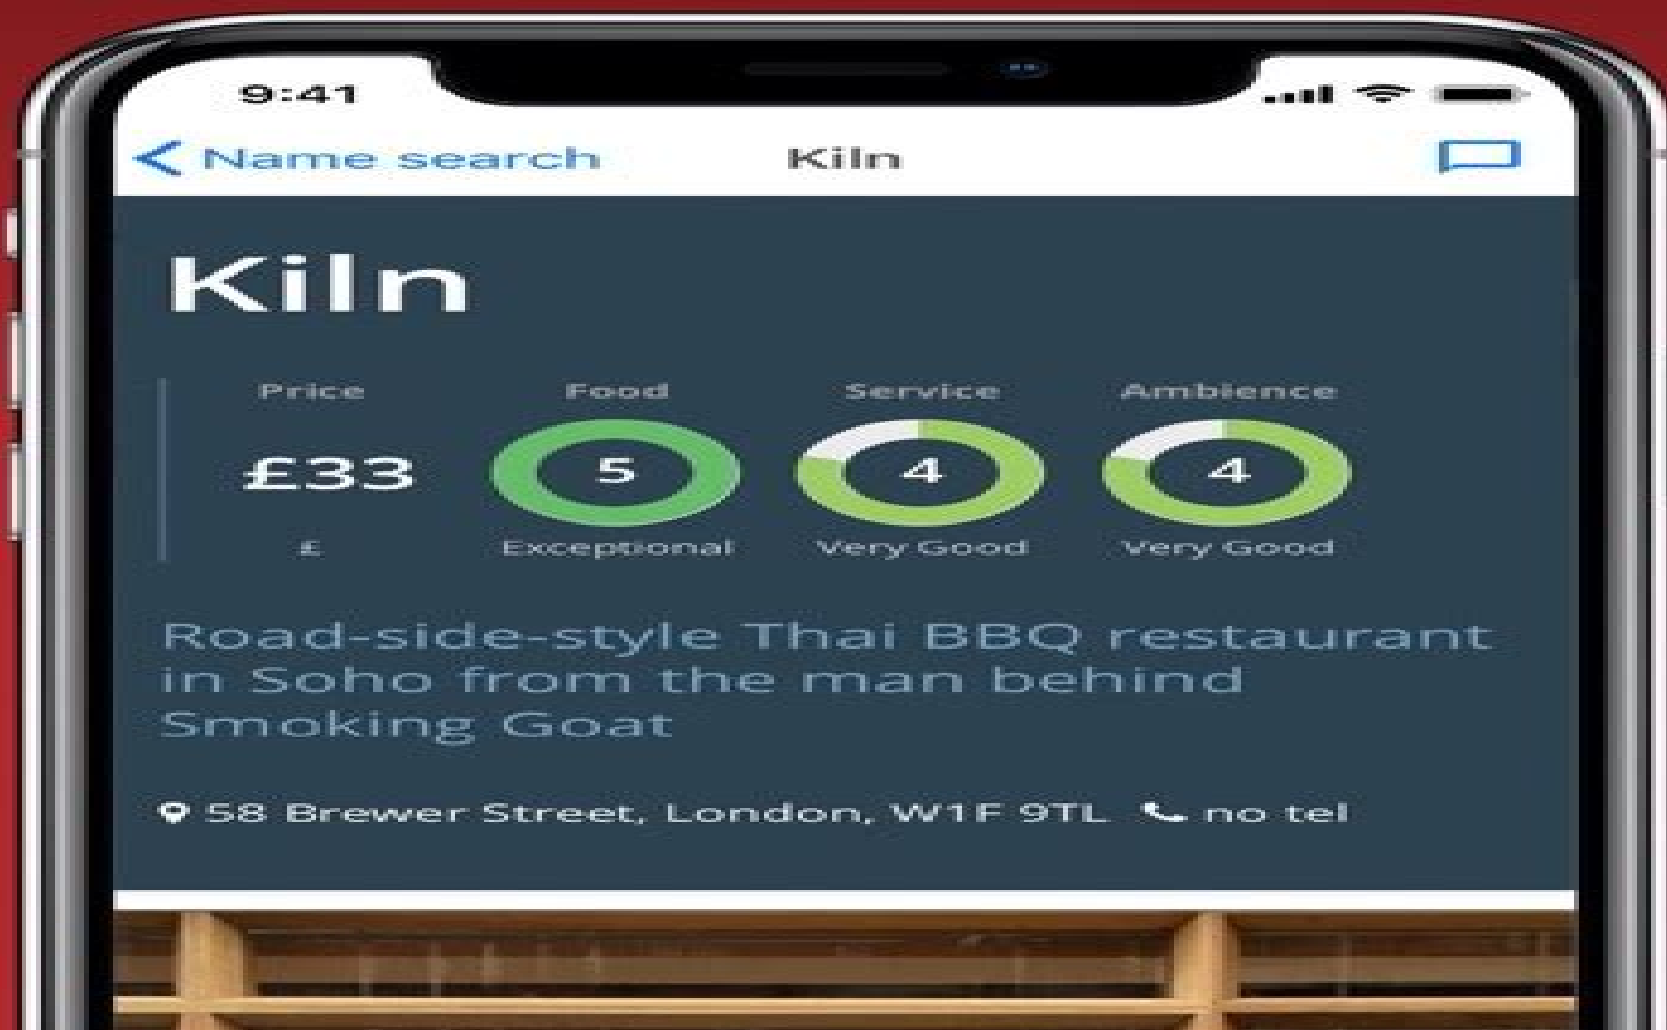 9:41
Name search
Kiln
Kiln
Price
Food
Service
Ambience
£33
5
4
4
£
Exceptional
Very Good
Very Good
Road-side-style Thai BBQ restaurant
in Soho from the man behind
Smoking Goat
58 Brewer Street, London, W1F 9TL
no tel